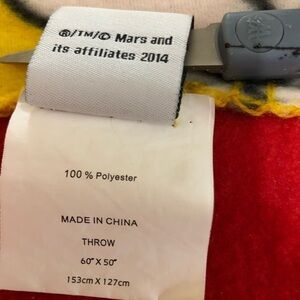 ®/TM/© Mars and
its affiliates 2014
100 % Polyester
MADE IN CHINA
THROW
60" X 50"
153cm X 127cm